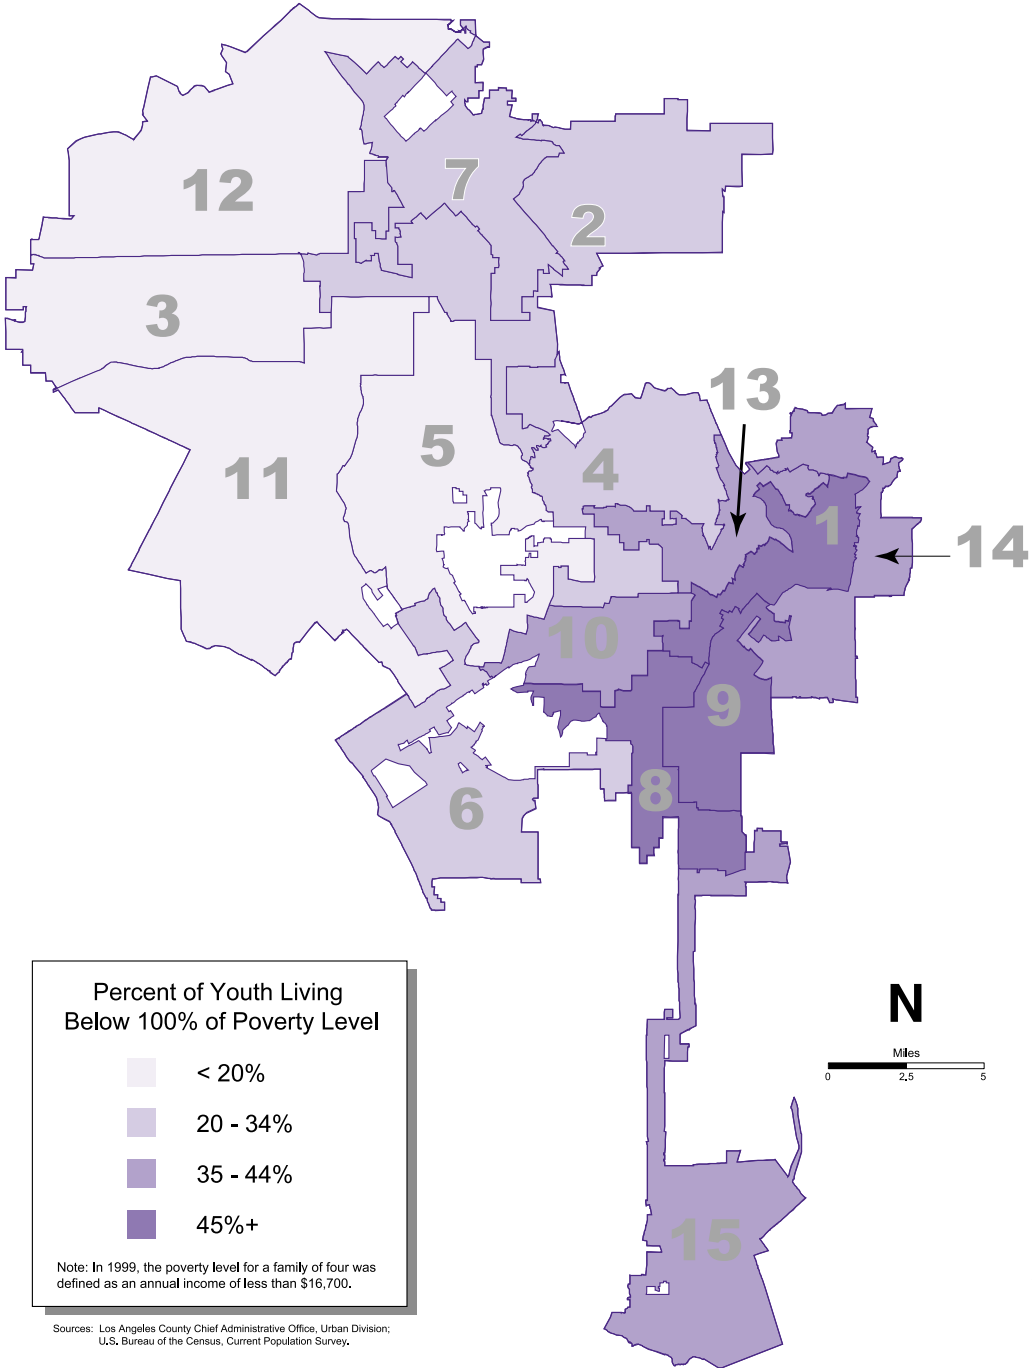 12
7
2
3
13
5
4
11
1
14
10
9
8
6
15
N
Miles
0 2.5 5
Percent of Youth Living
Below 100% of Poverty Level
< 20%
20 - 34%
35 - 44%
45%+
Note: In 1999, the poverty level for a family of four was
defined as an annual income of less than $16,700.
Sources: Los Angeles County Chief Administrative Office, Urban Division;
U.S. Bureau of the Census, Current Population Survey.